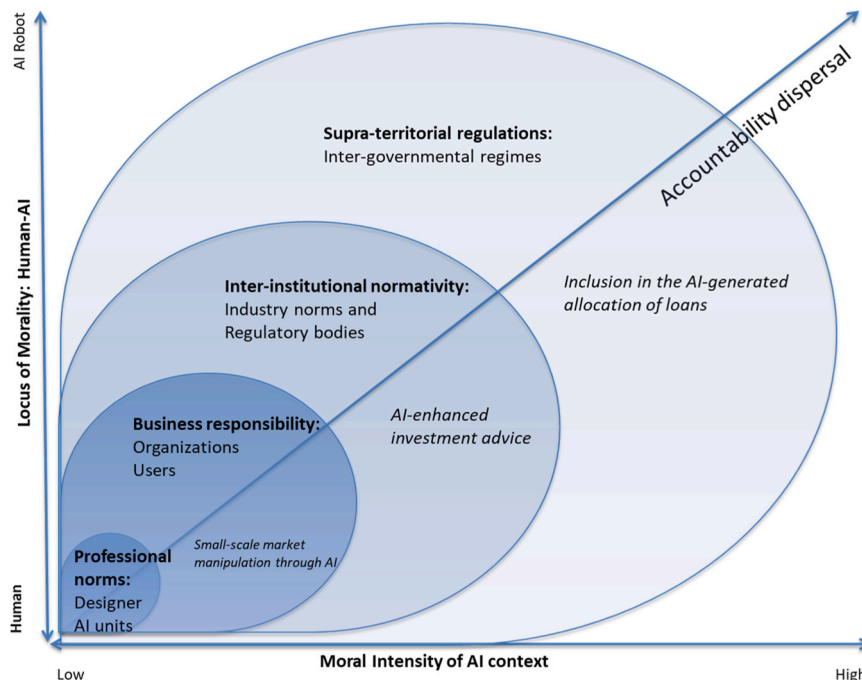 AI Robot
Accountability dispersal
Supra-territorial regulations:
Inter-governmental regimes
Locus of Morality: Human-AI
Inter-institutional normativity:
Industry norms and
Regulatory bodies
Inclusion in the AI-generated
allocation of loans
Business responsibility:
Organizations
Users
AI-enhanced
investment advice
Small-scale market
manipulation through AI
Professional
norms:
Designer
AI units
Human
Moral Intensity of AI context
Low
High